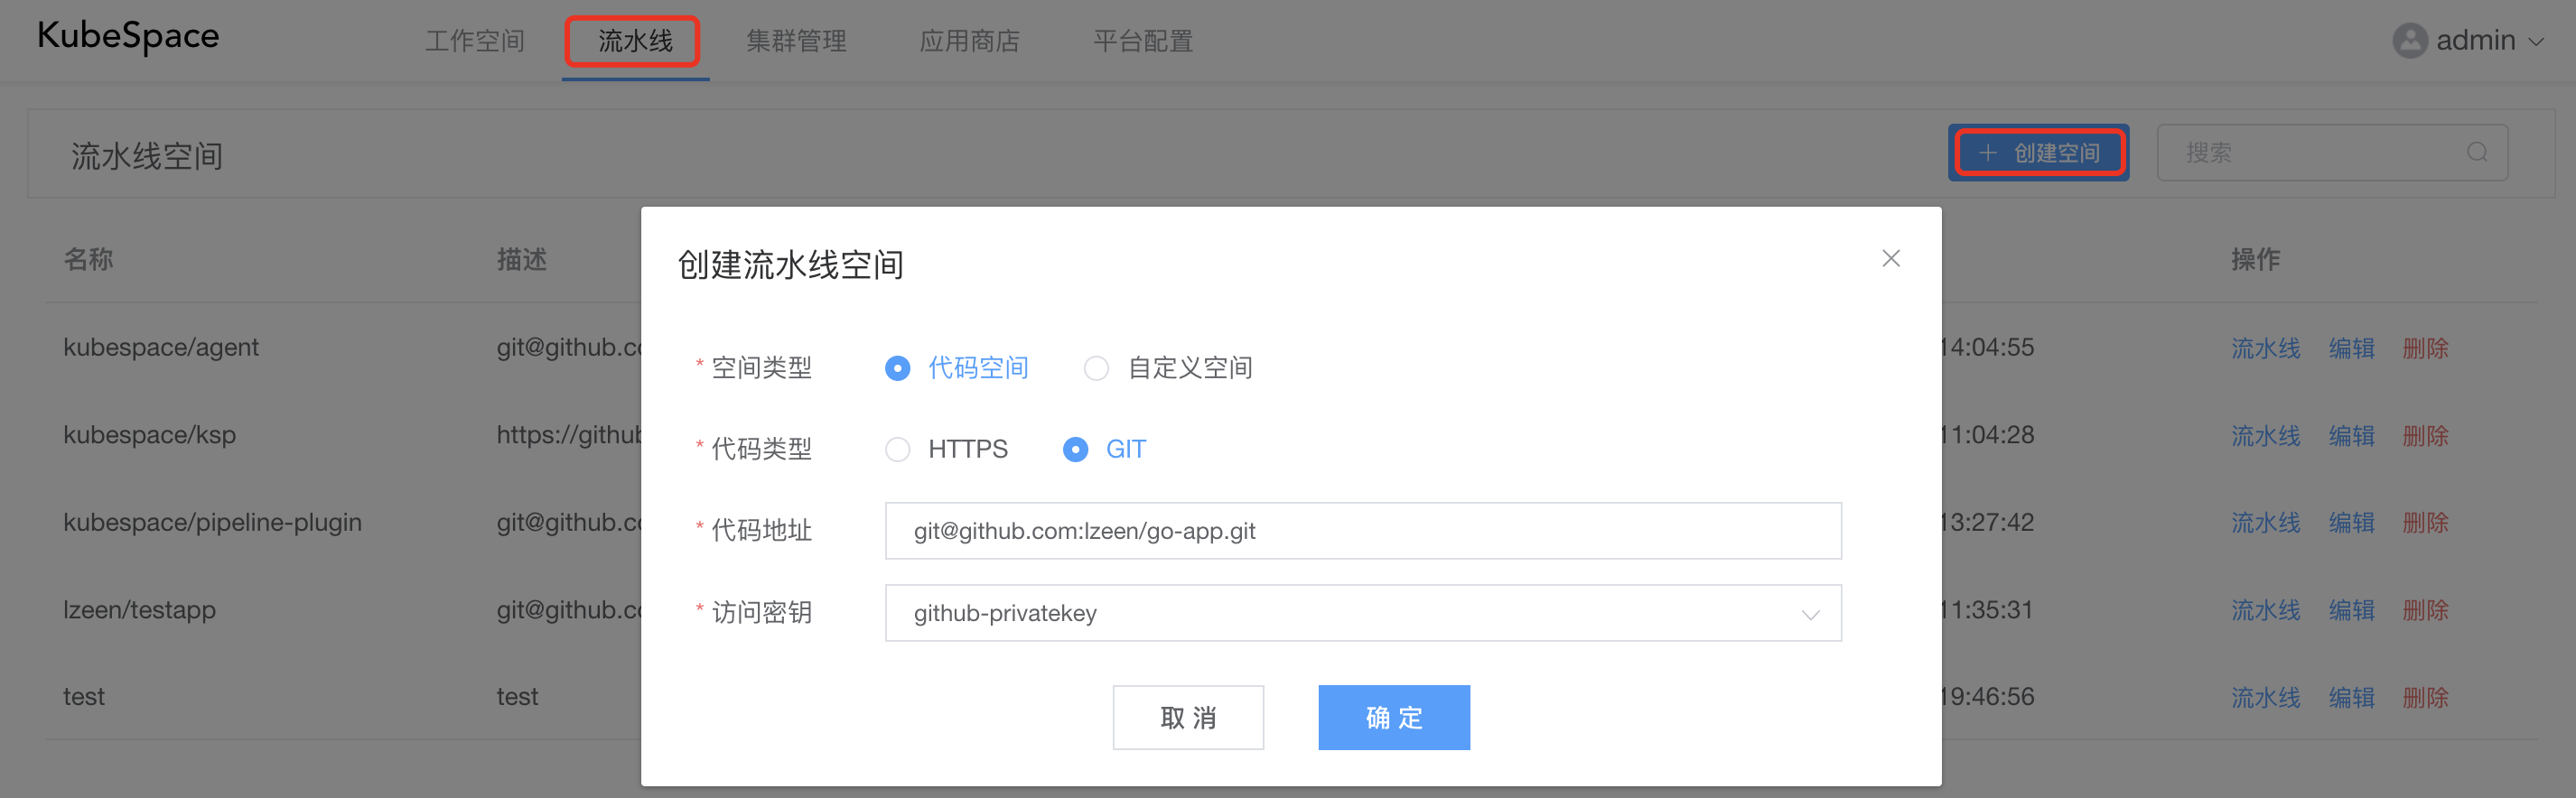 KubeSpace 工作空间 流水线 集群管理 应用商店 平台配置 admin
流水线空间 + 创建空间 搜索
名称 描述 操作
创建流水线空间
* 空间类型 代码空间 自定义空间
* 代码类型 HTTPS GIT
* 代码地址 git@github.com:lzeen/go-app.git
* 访问密钥 github-privatekey
取 消 确 定
kubespace/agent git@github.c 14:04:55 流水线 编辑 删除
kubespace/ksp https://githu 11:04:28 流水线 编辑 删除
kubespace/pipeline-plugin git@github.c 13:27:42 流水线 编辑 删除
lzeen/testapp git@github.c 11:35:31 流水线 编辑 删除
test test 19:46:56 流水线 编辑 删除